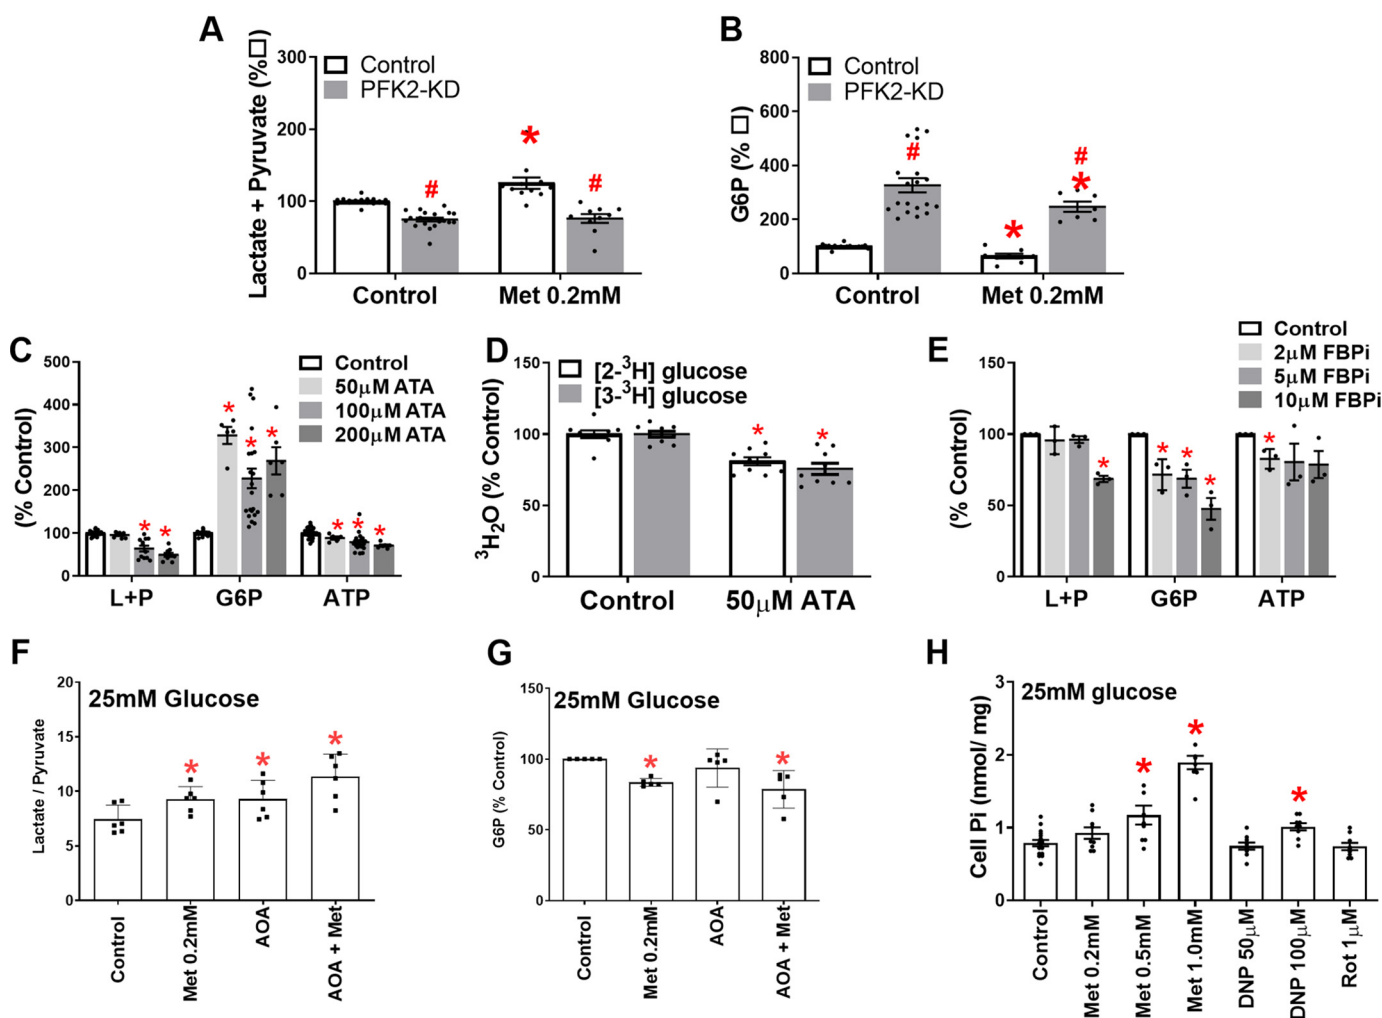 A
Lactate + Pyruvate (%□)
300
200
100
0
Control
PFK2-KD
*
#
#
Control
Met 0.2mM
B
G6P (% □)
800
600
400
200
0
Control
PFK2-KD
#
*
#
*
Control
Met 0.2mM
C
(% Control)
500
400
300
200
100
0
Control
50µM ATA
100µM ATA
200µM ATA
* * * * * * * *
L+P
G6P
ATP
D
³H₂O (% Control)
150
100
50
0
[2-³H] glucose
[3-³H] glucose
* *
Control
50µM ATA
E
(% Control)
150
100
50
0
Control
2µM FBPi
5µM FBPi
10µM FBPi
* * * * *
L+P
G6P
ATP
F
Lactate / Pyruvate
20
15
10
5
0
25mM Glucose
* * *
Control
Met 0.2mM
AOA
AOA + Met
G
G6P (% Control)
150
100
50
0
25mM Glucose
* *
Control
Met 0.2mM
AOA
AOA + Met
H
Cell Pi (nmol/ mg)
3
2
1
0
25mM glucose
* * *
Control
Met 0.2mM
Met 0.5mM
Met 1.0mM
DNP 50µM
DNP 100µM
Rot 1µM